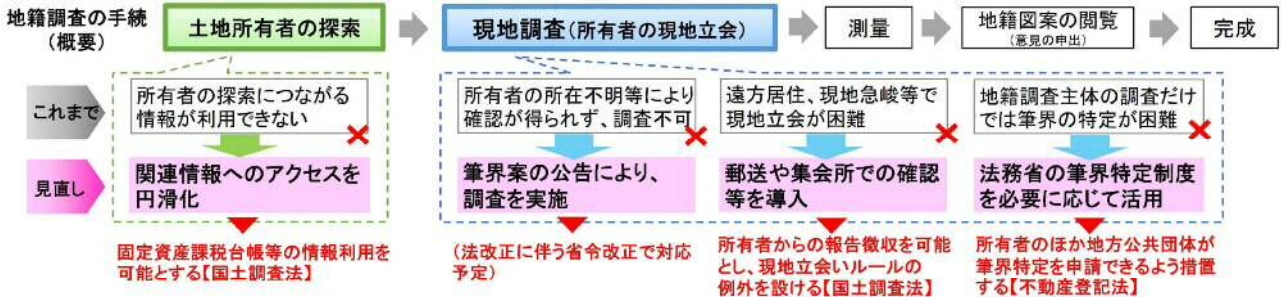 地籍調査の手続
(概要)
土地所有者の探索
現地調査(所有者の現地立会)
測量
地籍図案の閲覧
(意見の申出)
完成
これまで
所有者の探索につながる
情報が利用できない
所有者の所在不明等により
確認が得られず、調査不可
遠方居住、現地急峻等で
現地立会が困難
地籍調査主体の調査だけ
では筆界の特定が困難
見直し
関連情報へのアクセスを
円滑化
筆界案の公告により、
調査を実施
郵送や集会所での確認
等を導入
法務省の筆界特定制度
を必要に応じて活用
固定資産課税台帳等の情報利用を
可能とする【国土調査法】
(法改正に伴う省令改正で対応
予定)
所有者からの報告徴収を可能
とし、現地立会いルールの
例外を設ける【国土調査法】
所有者のほか地方公共団体が
筆界特定を申請できるよう措置
する【不動産登記法】